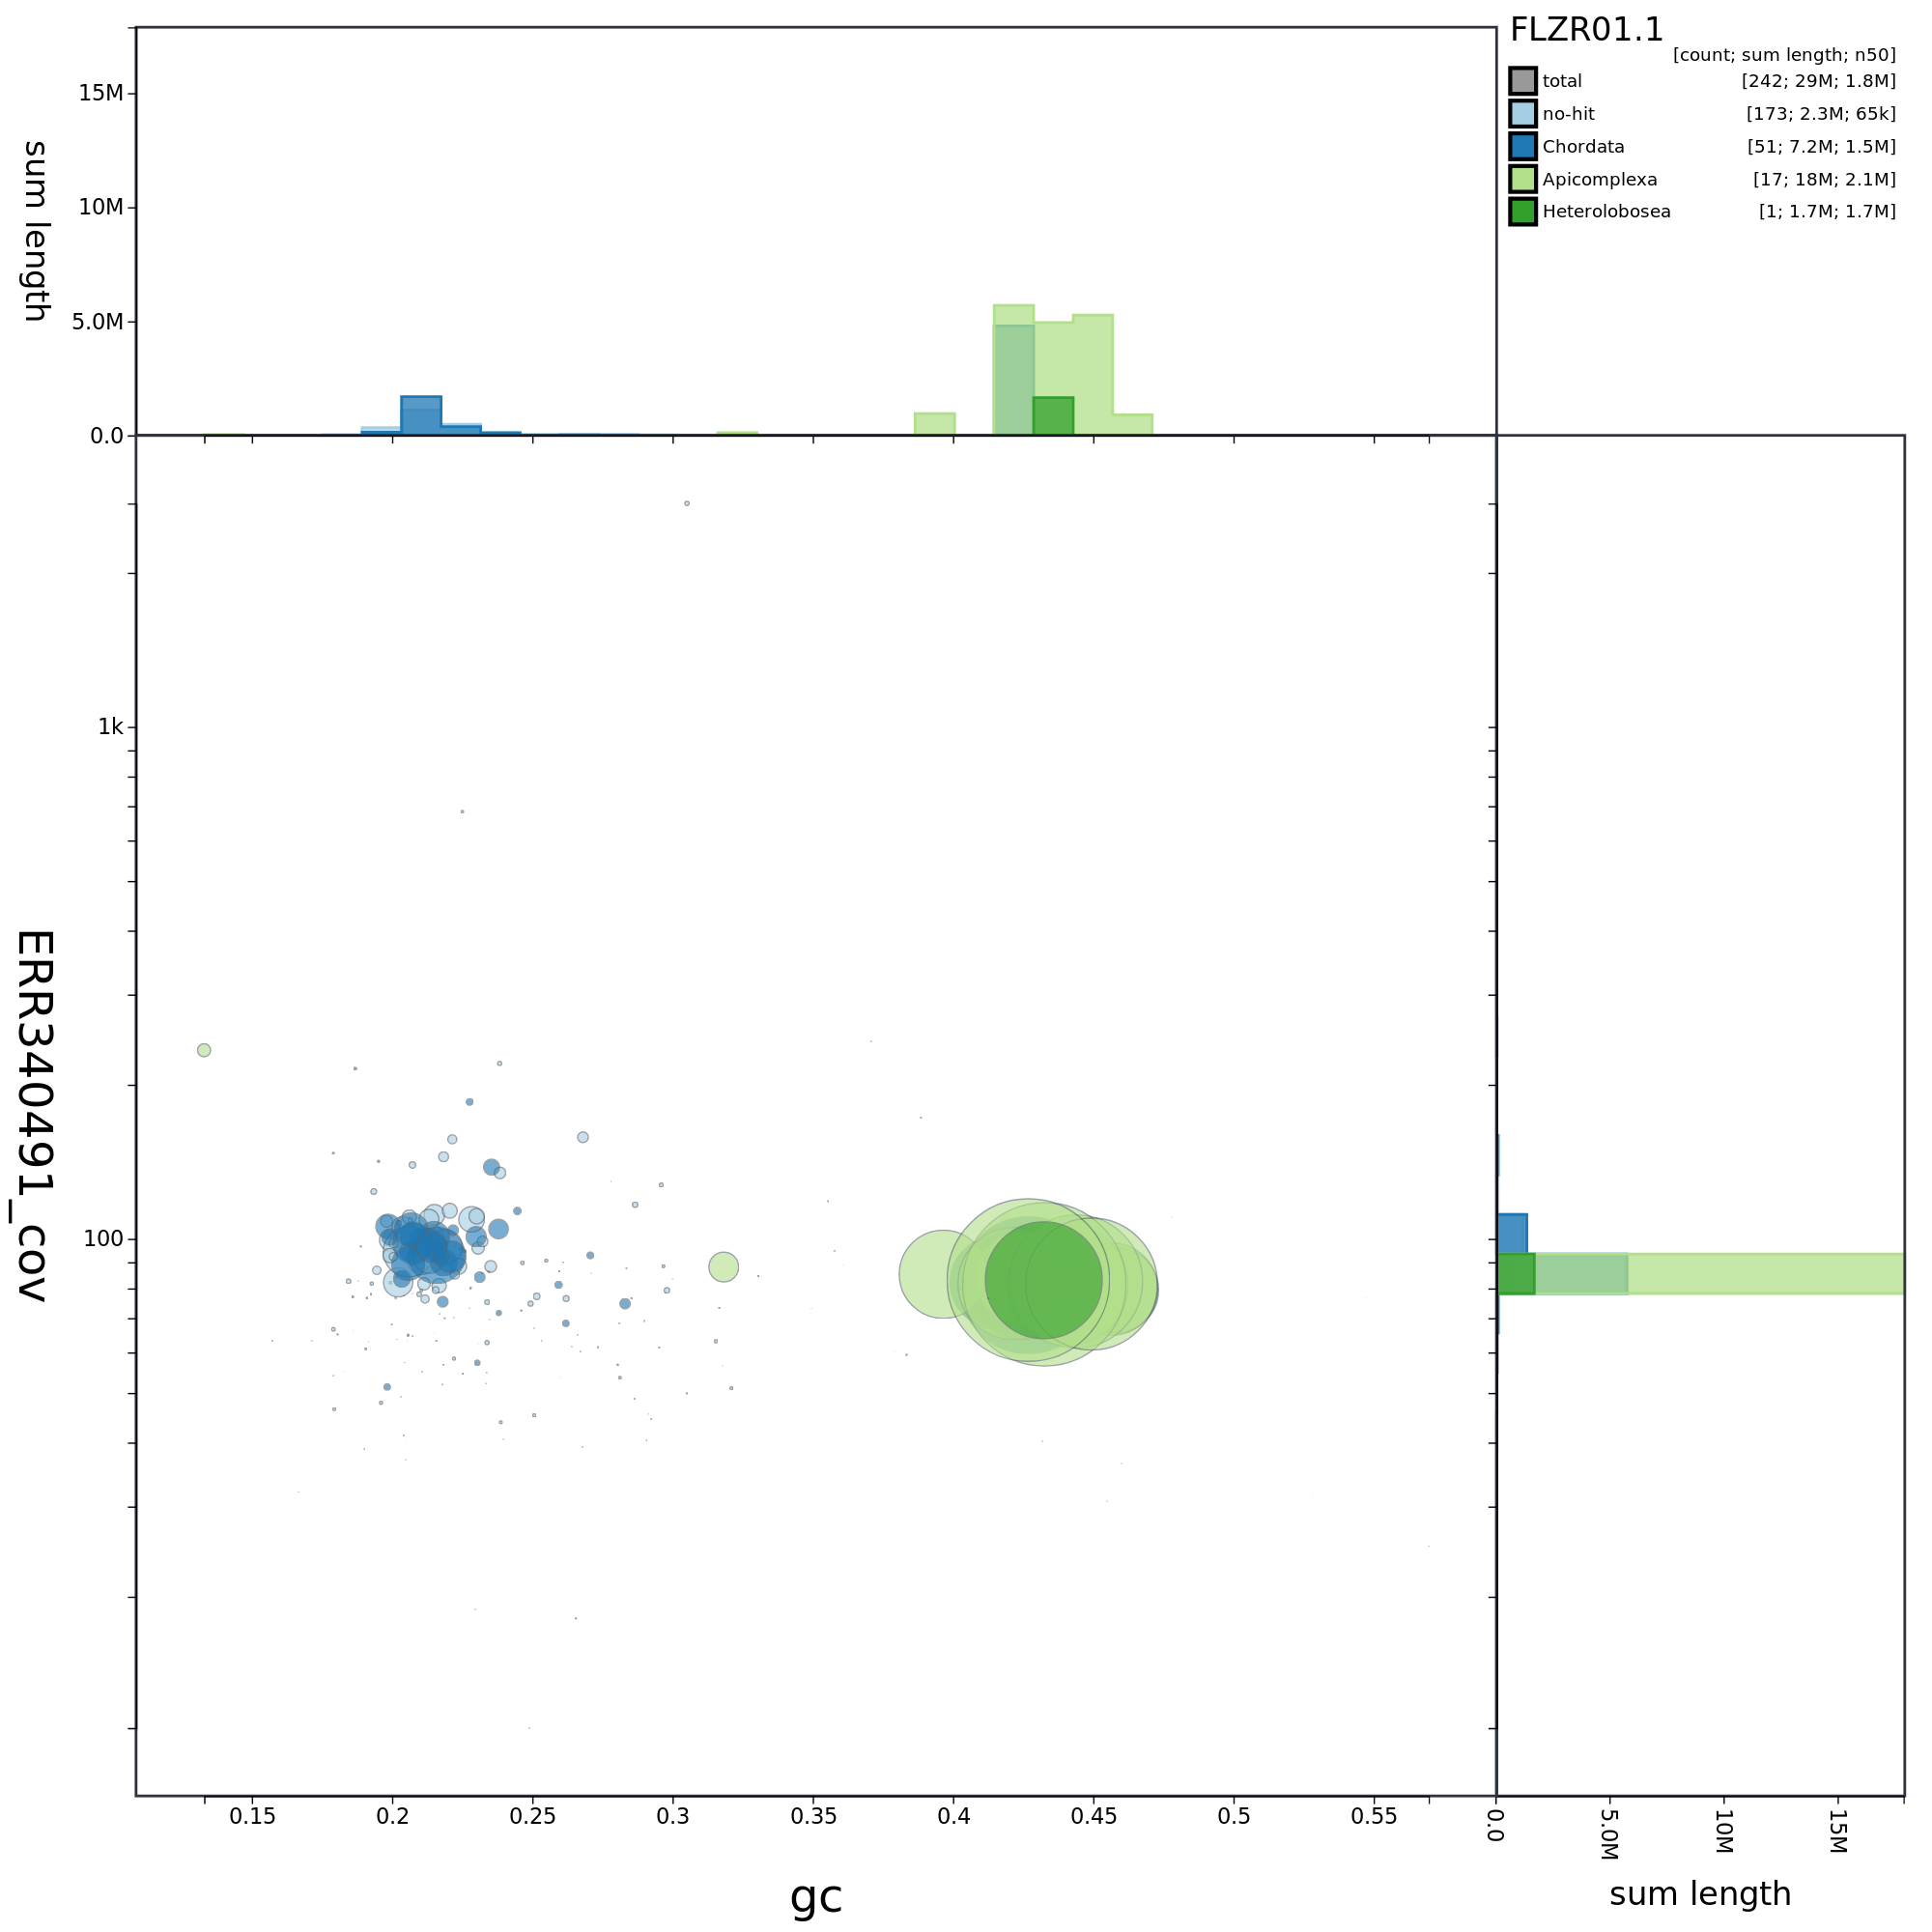 FLZR01.1
[count; sum length; n50]
total [242; 29M; 1.8M]
no-hit [173; 2.3M; 65k]
Chordata [51; 7.2M; 1.5M]
Apicomplexa [17; 18M; 2.1M]
Heterolobosea [1; 1.7M; 1.7M]
sum length
15M
10M
5.0M
0.0
ERR340491_cov
1k
100
0.15 0.2 0.25 0.3 0.35 0.4 0.45 0.5 0.55
gc
0.0 5.0M 10M 15M
sum length